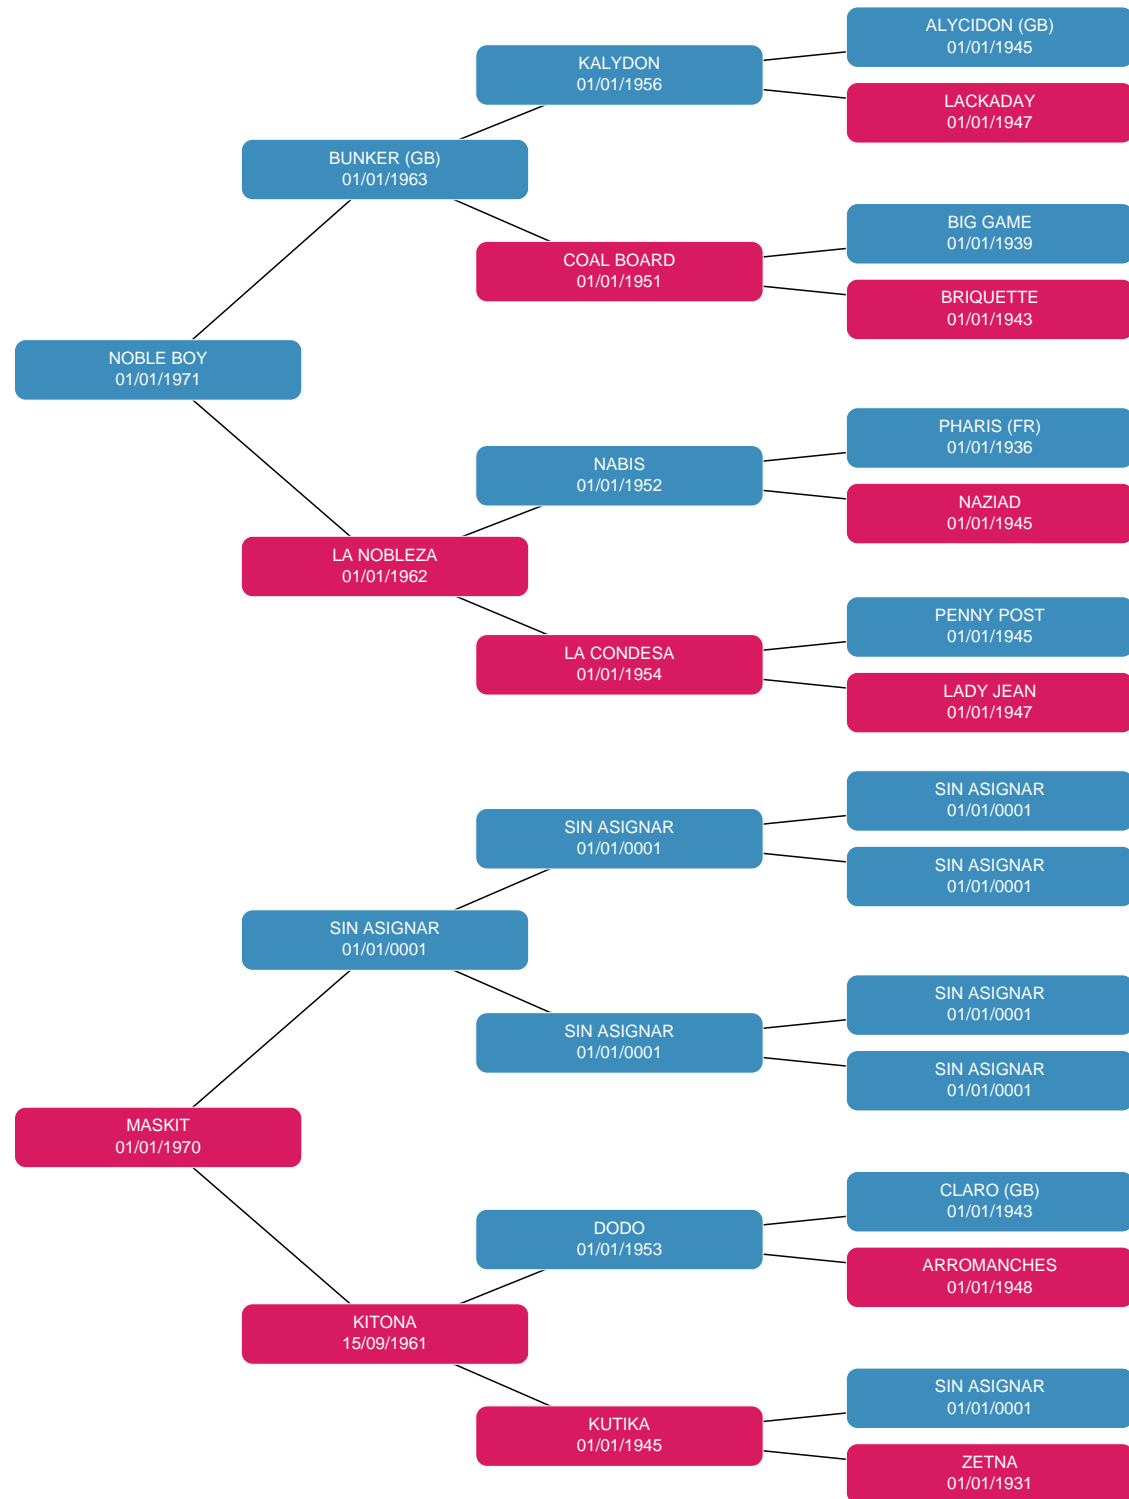 ALYCIDON (GB)
01/01/1945
KALYDON
01/01/1956
LACKADAY
01/01/1947
BUNKER (GB)
01/01/1963
BIG GAME
01/01/1939
COAL BOARD
01/01/1951
BRIQUETTE
01/01/1943
NOBLE BOY
01/01/1971
PHARIS (FR)
01/01/1936
NABIS
01/01/1952
NAZIAD
01/01/1945
LA NOBLEZA
01/01/1962
PENNY POST
01/01/1945
LA CONDESA
01/01/1954
LADY JEAN
01/01/1947
SIN ASIGNAR
01/01/0001
SIN ASIGNAR
01/01/0001
SIN ASIGNAR
01/01/0001
SIN ASIGNAR
01/01/0001
SIN ASIGNAR
01/01/0001
SIN ASIGNAR
01/01/0001
SIN ASIGNAR
01/01/0001
MASKIT
01/01/1970
CLARO (GB)
01/01/1943
DODO
01/01/1953
ARROMANCHES
01/01/1948
KITONA
15/09/1961
SIN ASIGNAR
01/01/0001
KUTIKA
01/01/1945
ZETNA
01/01/1931